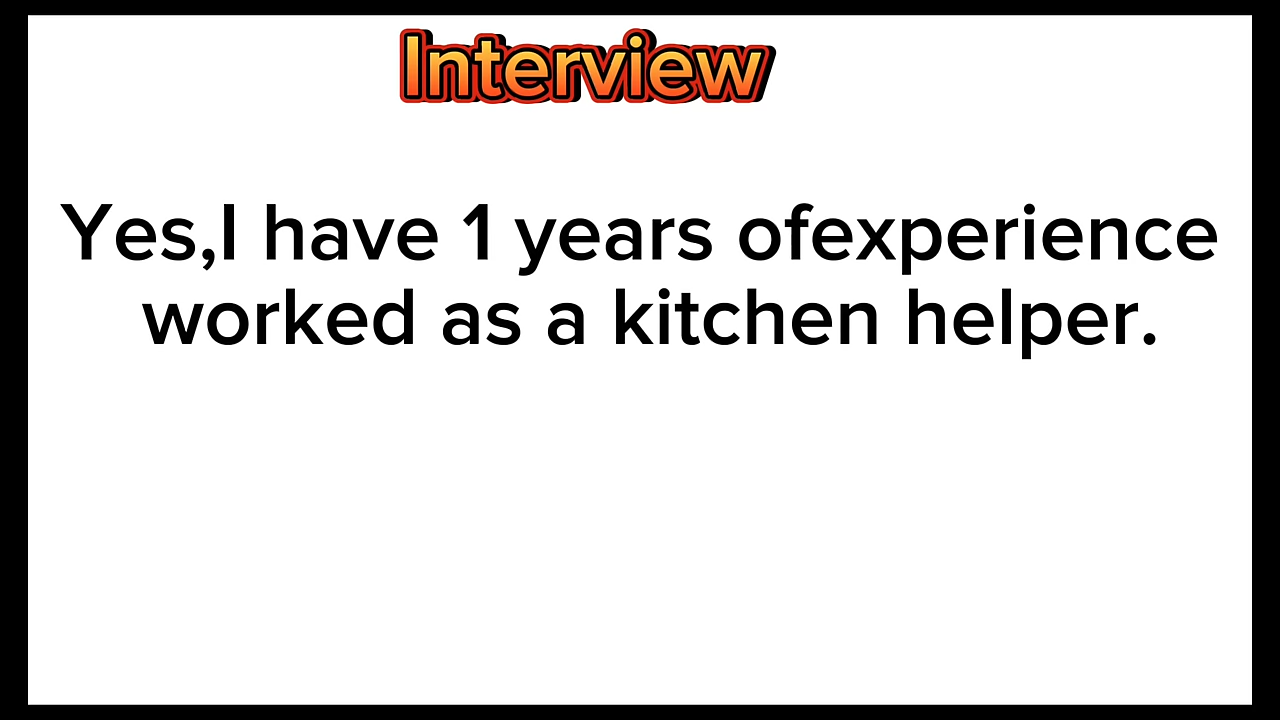 Interview
Yes,I have 1 years ofexperience
worked as a kitchen helper.